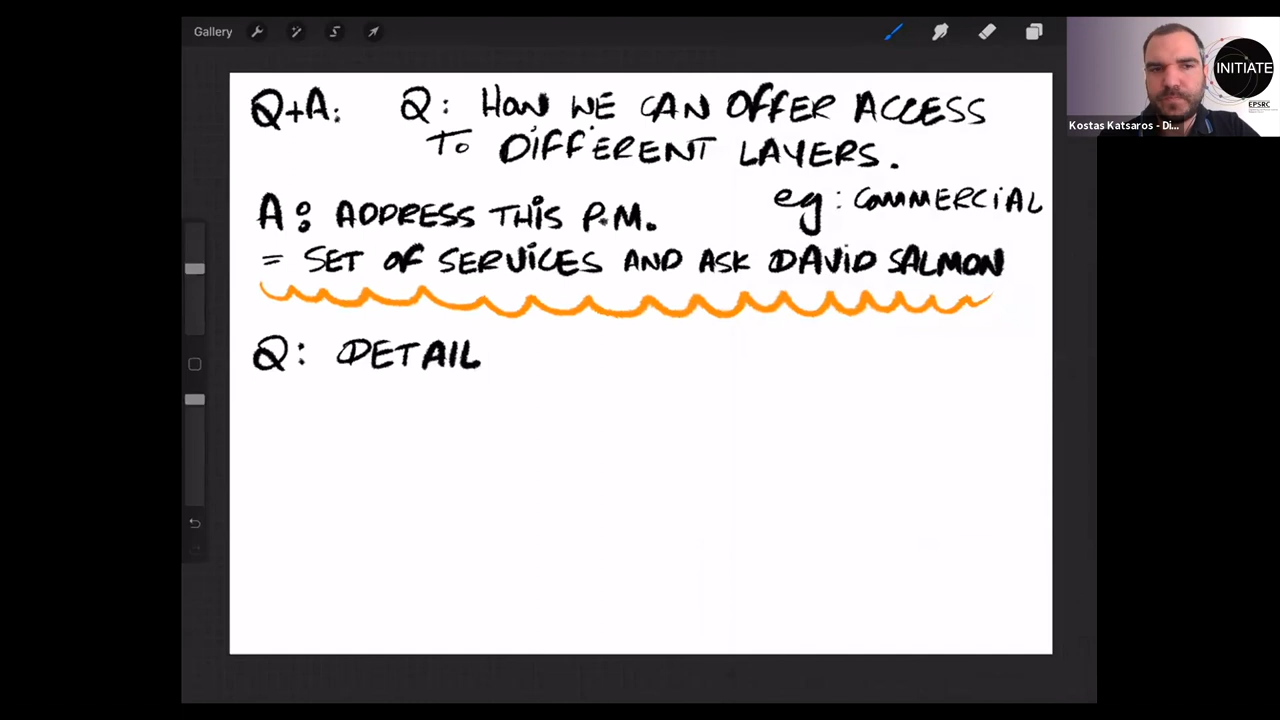 Gallery
INITIATE
EPSRC
Kostas Katsaros - Di...
Q+A: Q: HOW WE CAN OFFER ACCESS
TO DIFFERENT LAYERS.
eg: COMMERCIAL
A: ADDRESS THIS P.M.
= SET OF SERVICES AND ASK DAVID SALMON
Q: DETAIL